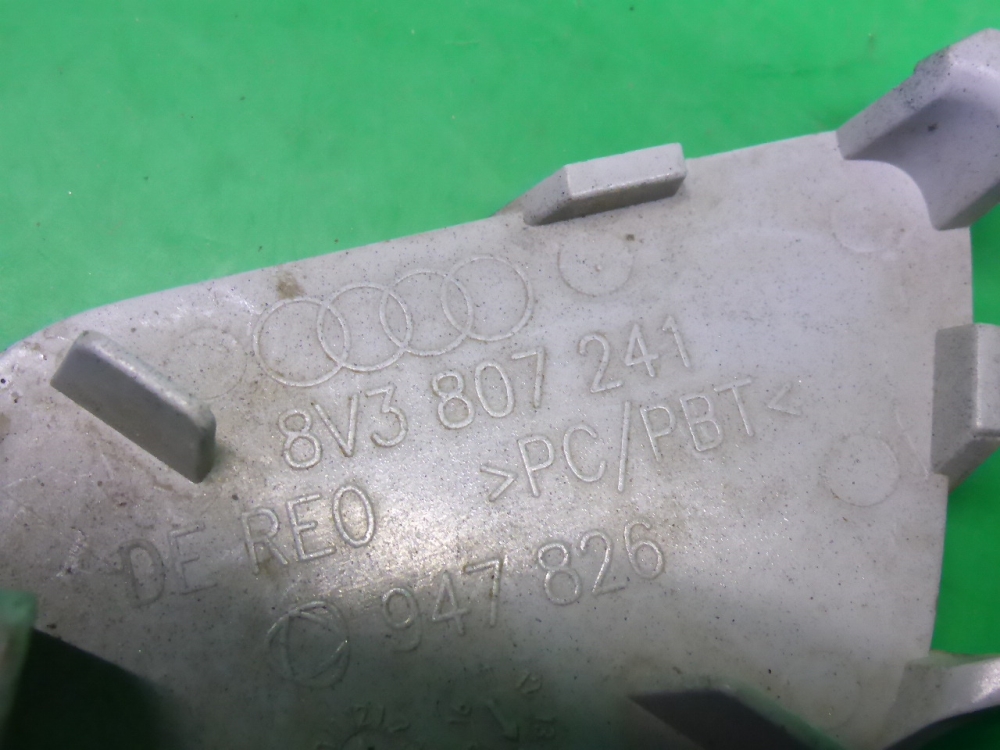 8V3 807 241
>PC/PBT<
DE REO
947 826